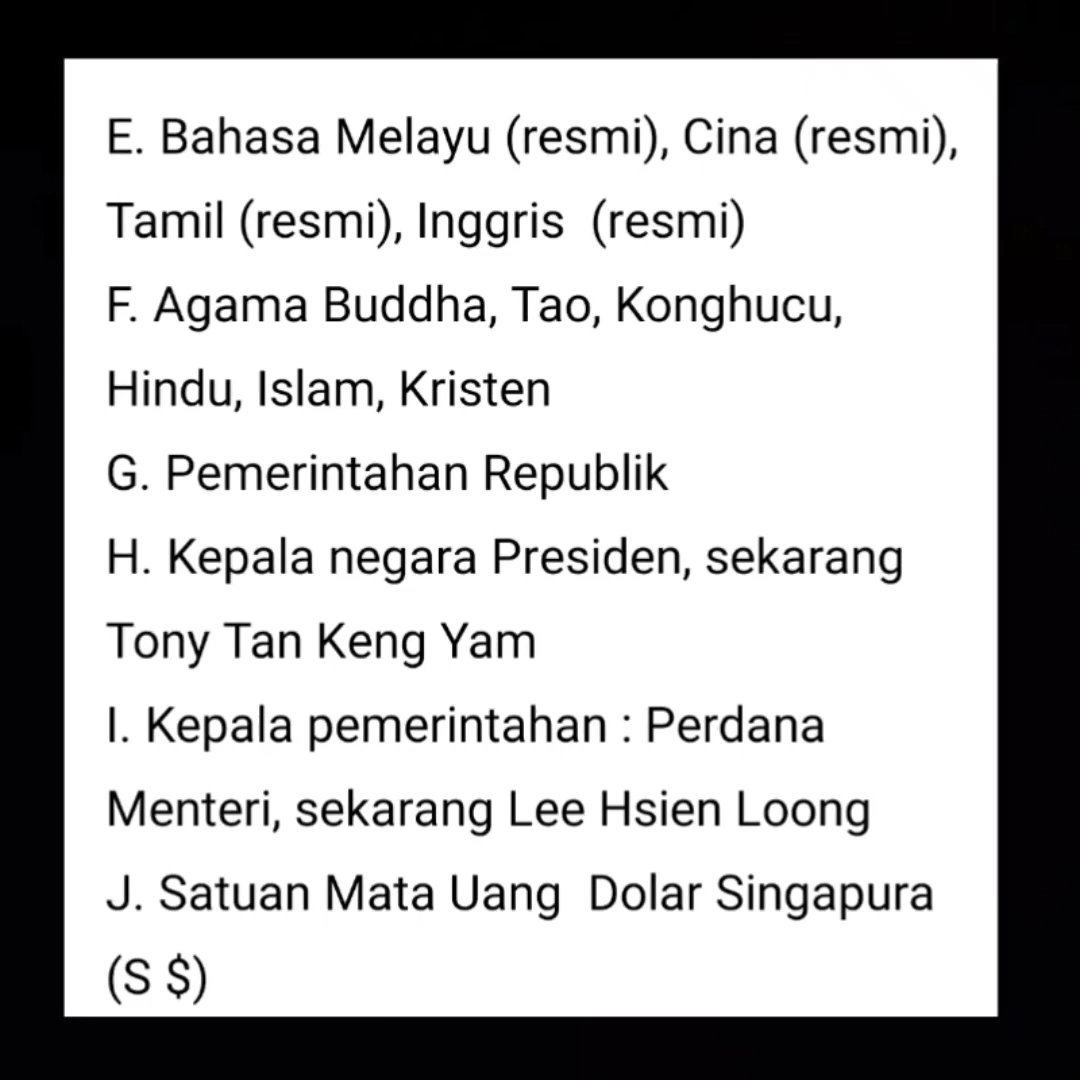 E. Bahasa Melayu (resmi), Cina (resmi),
Tamil (resmi), Inggris  (resmi)
F. Agama Buddha, Tao, Konghucu,
Hindu, Islam, Kristen
G. Pemerintahan Republik
H. Kepala negara Presiden, sekarang
Tony Tan Keng Yam
I. Kepala pemerintahan : Perdana
Menteri, sekarang Lee Hsien Loong
J. Satuan Mata Uang  Dolar Singapura
(S $)